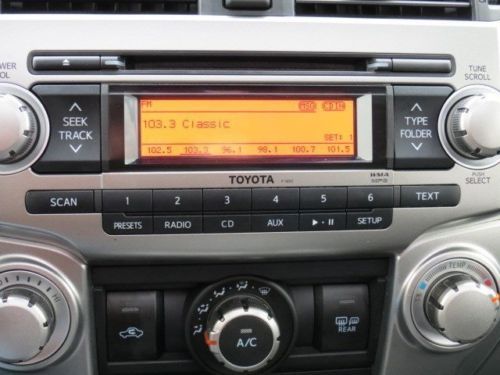 POWER
VOL
TUNE
SCROLL
SEEK
TRACK
FM
103.3 Classic
SET: 1
102.5 103.3 96.1 98.1 100.7 101.5
TYPE
FOLDER
TOYOTA
WMA
MP3
PUSH
SELECT
SCAN
1 2 3 4 5 6
TEXT
PRESETS RADIO CD AUX SETUP
HI
TEMP
A/C
REAR